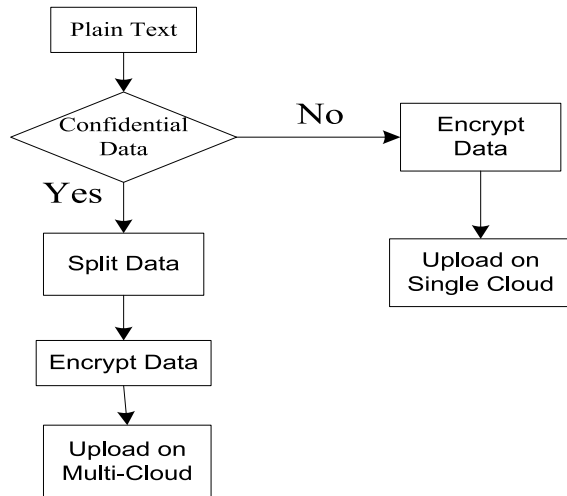 Plain Text
Confidential
Data
No
Encrypt
Data
Yes
Split Data
Upload on
Single Cloud
Encrypt Data
Upload on
Multi-Cloud